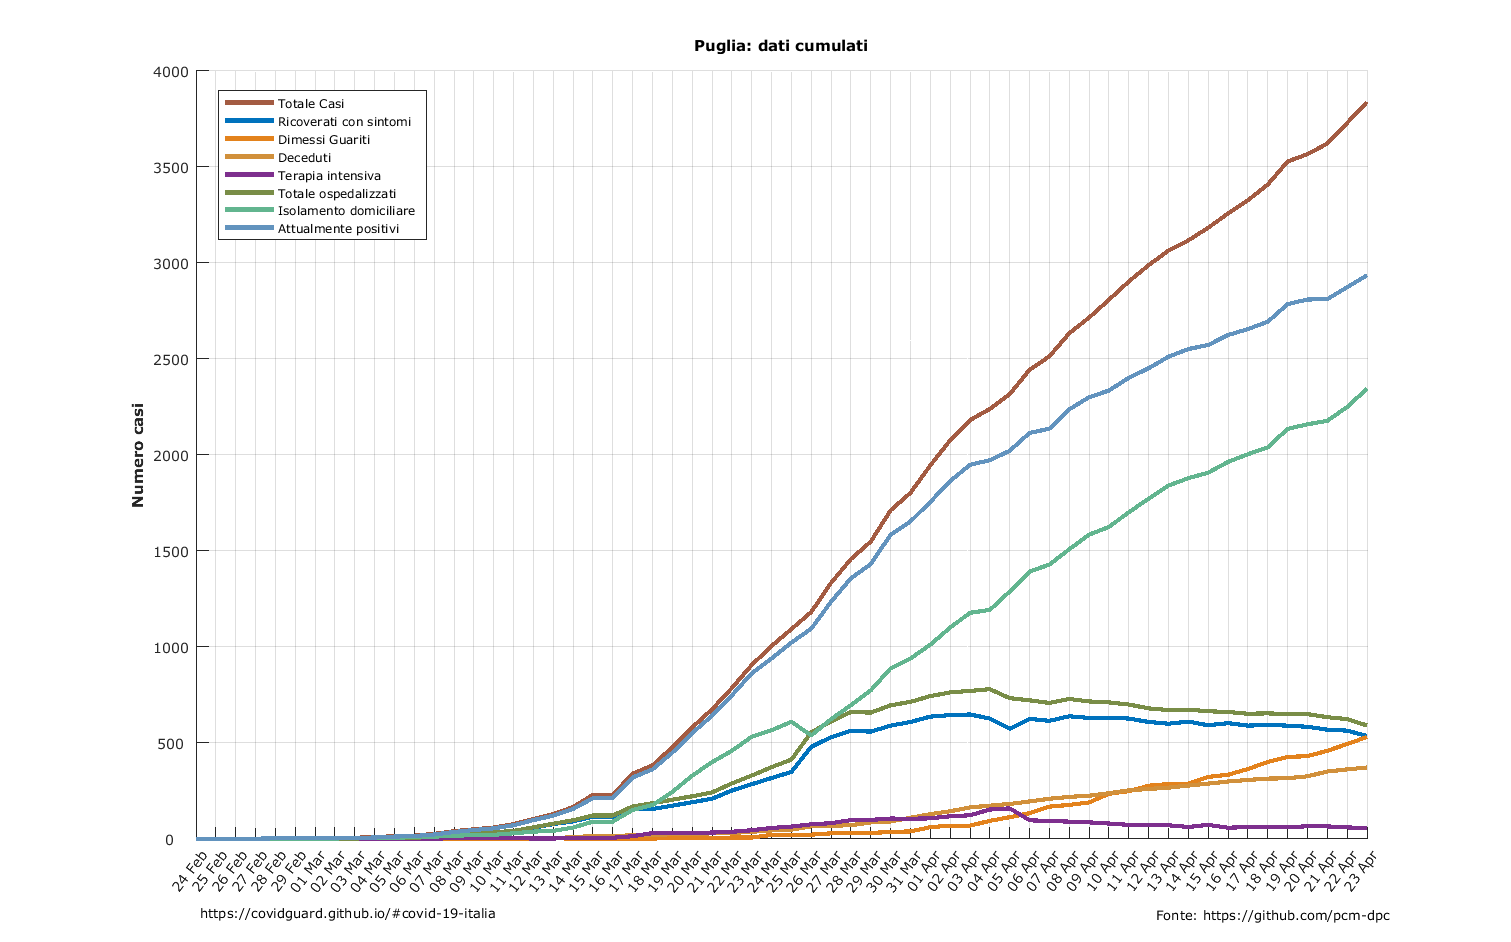 Puglia: dati cumulati
4000
3500
3000
2500
2000
1500
1000
500
0
Numero casi
Totale Casi
Ricoverati con sintomi
Dimessi Guariti
Deceduti
Terapia intensiva
Totale ospedalizzati
Isolamento domiciliare
Attualmente positivi
24 Feb
25 Feb
26 Feb
27 Feb
28 Feb
29 Feb
01 Mar
02 Mar
03 Mar
04 Mar
05 Mar
06 Mar
07 Mar
08 Mar
09 Mar
10 Mar
11 Mar
12 Mar
13 Mar
14 Mar
15 Mar
16 Mar
17 Mar
18 Mar
19 Mar
20 Mar
21 Mar
22 Mar
23 Mar
24 Mar
25 Mar
26 Mar
27 Mar
28 Mar
29 Mar
30 Mar
31 Mar
01 Apr
02 Apr
03 Apr
04 Apr
05 Apr
06 Apr
07 Apr
08 Apr
09 Apr
10 Apr
11 Apr
12 Apr
13 Apr
14 Apr
15 Apr
16 Apr
17 Apr
18 Apr
19 Apr
20 Apr
21 Apr
22 Apr
23 Apr
https://covidguard.github.io/#covid-19-italia
Fonte: https://github.com/pcm-dpc